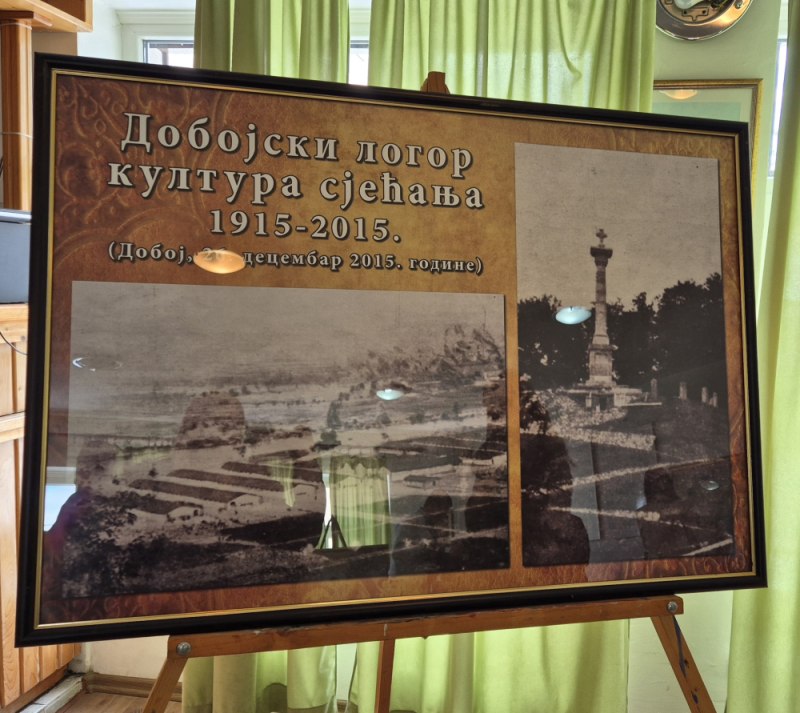 Добојски логор
култура сјећања
1915-2015.
(Добој, децембар 2015. године)